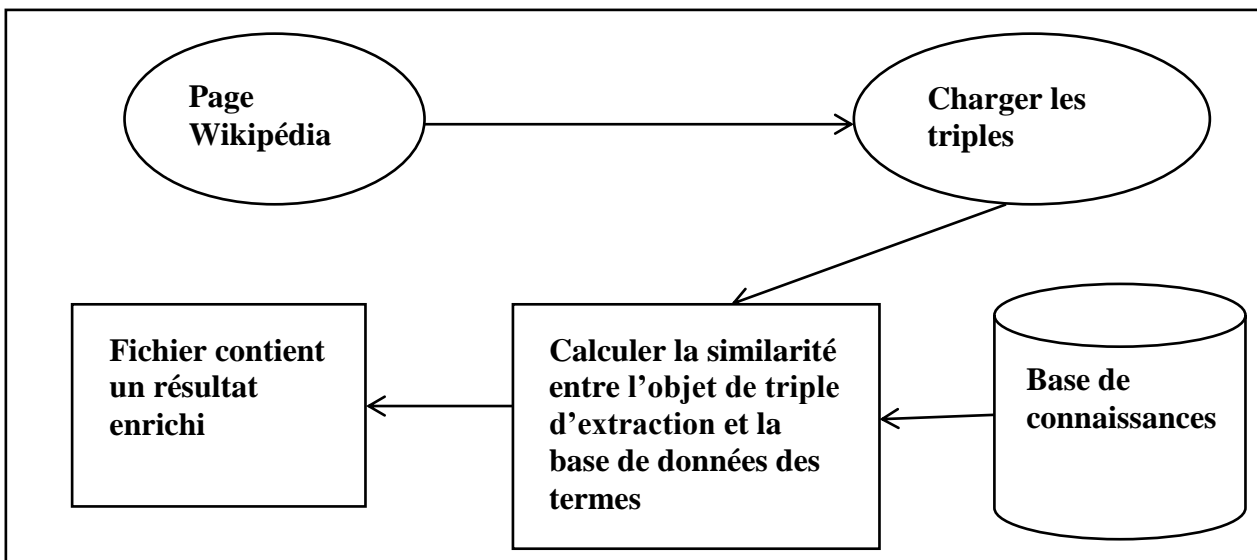 Page
Wikipédia
Charger les
triples
Fichier contient
un résultat
enrichi
Calculer la similarité
entre l’objet de triple
d’extraction et la
base de données des
termes
Base de
connaissances